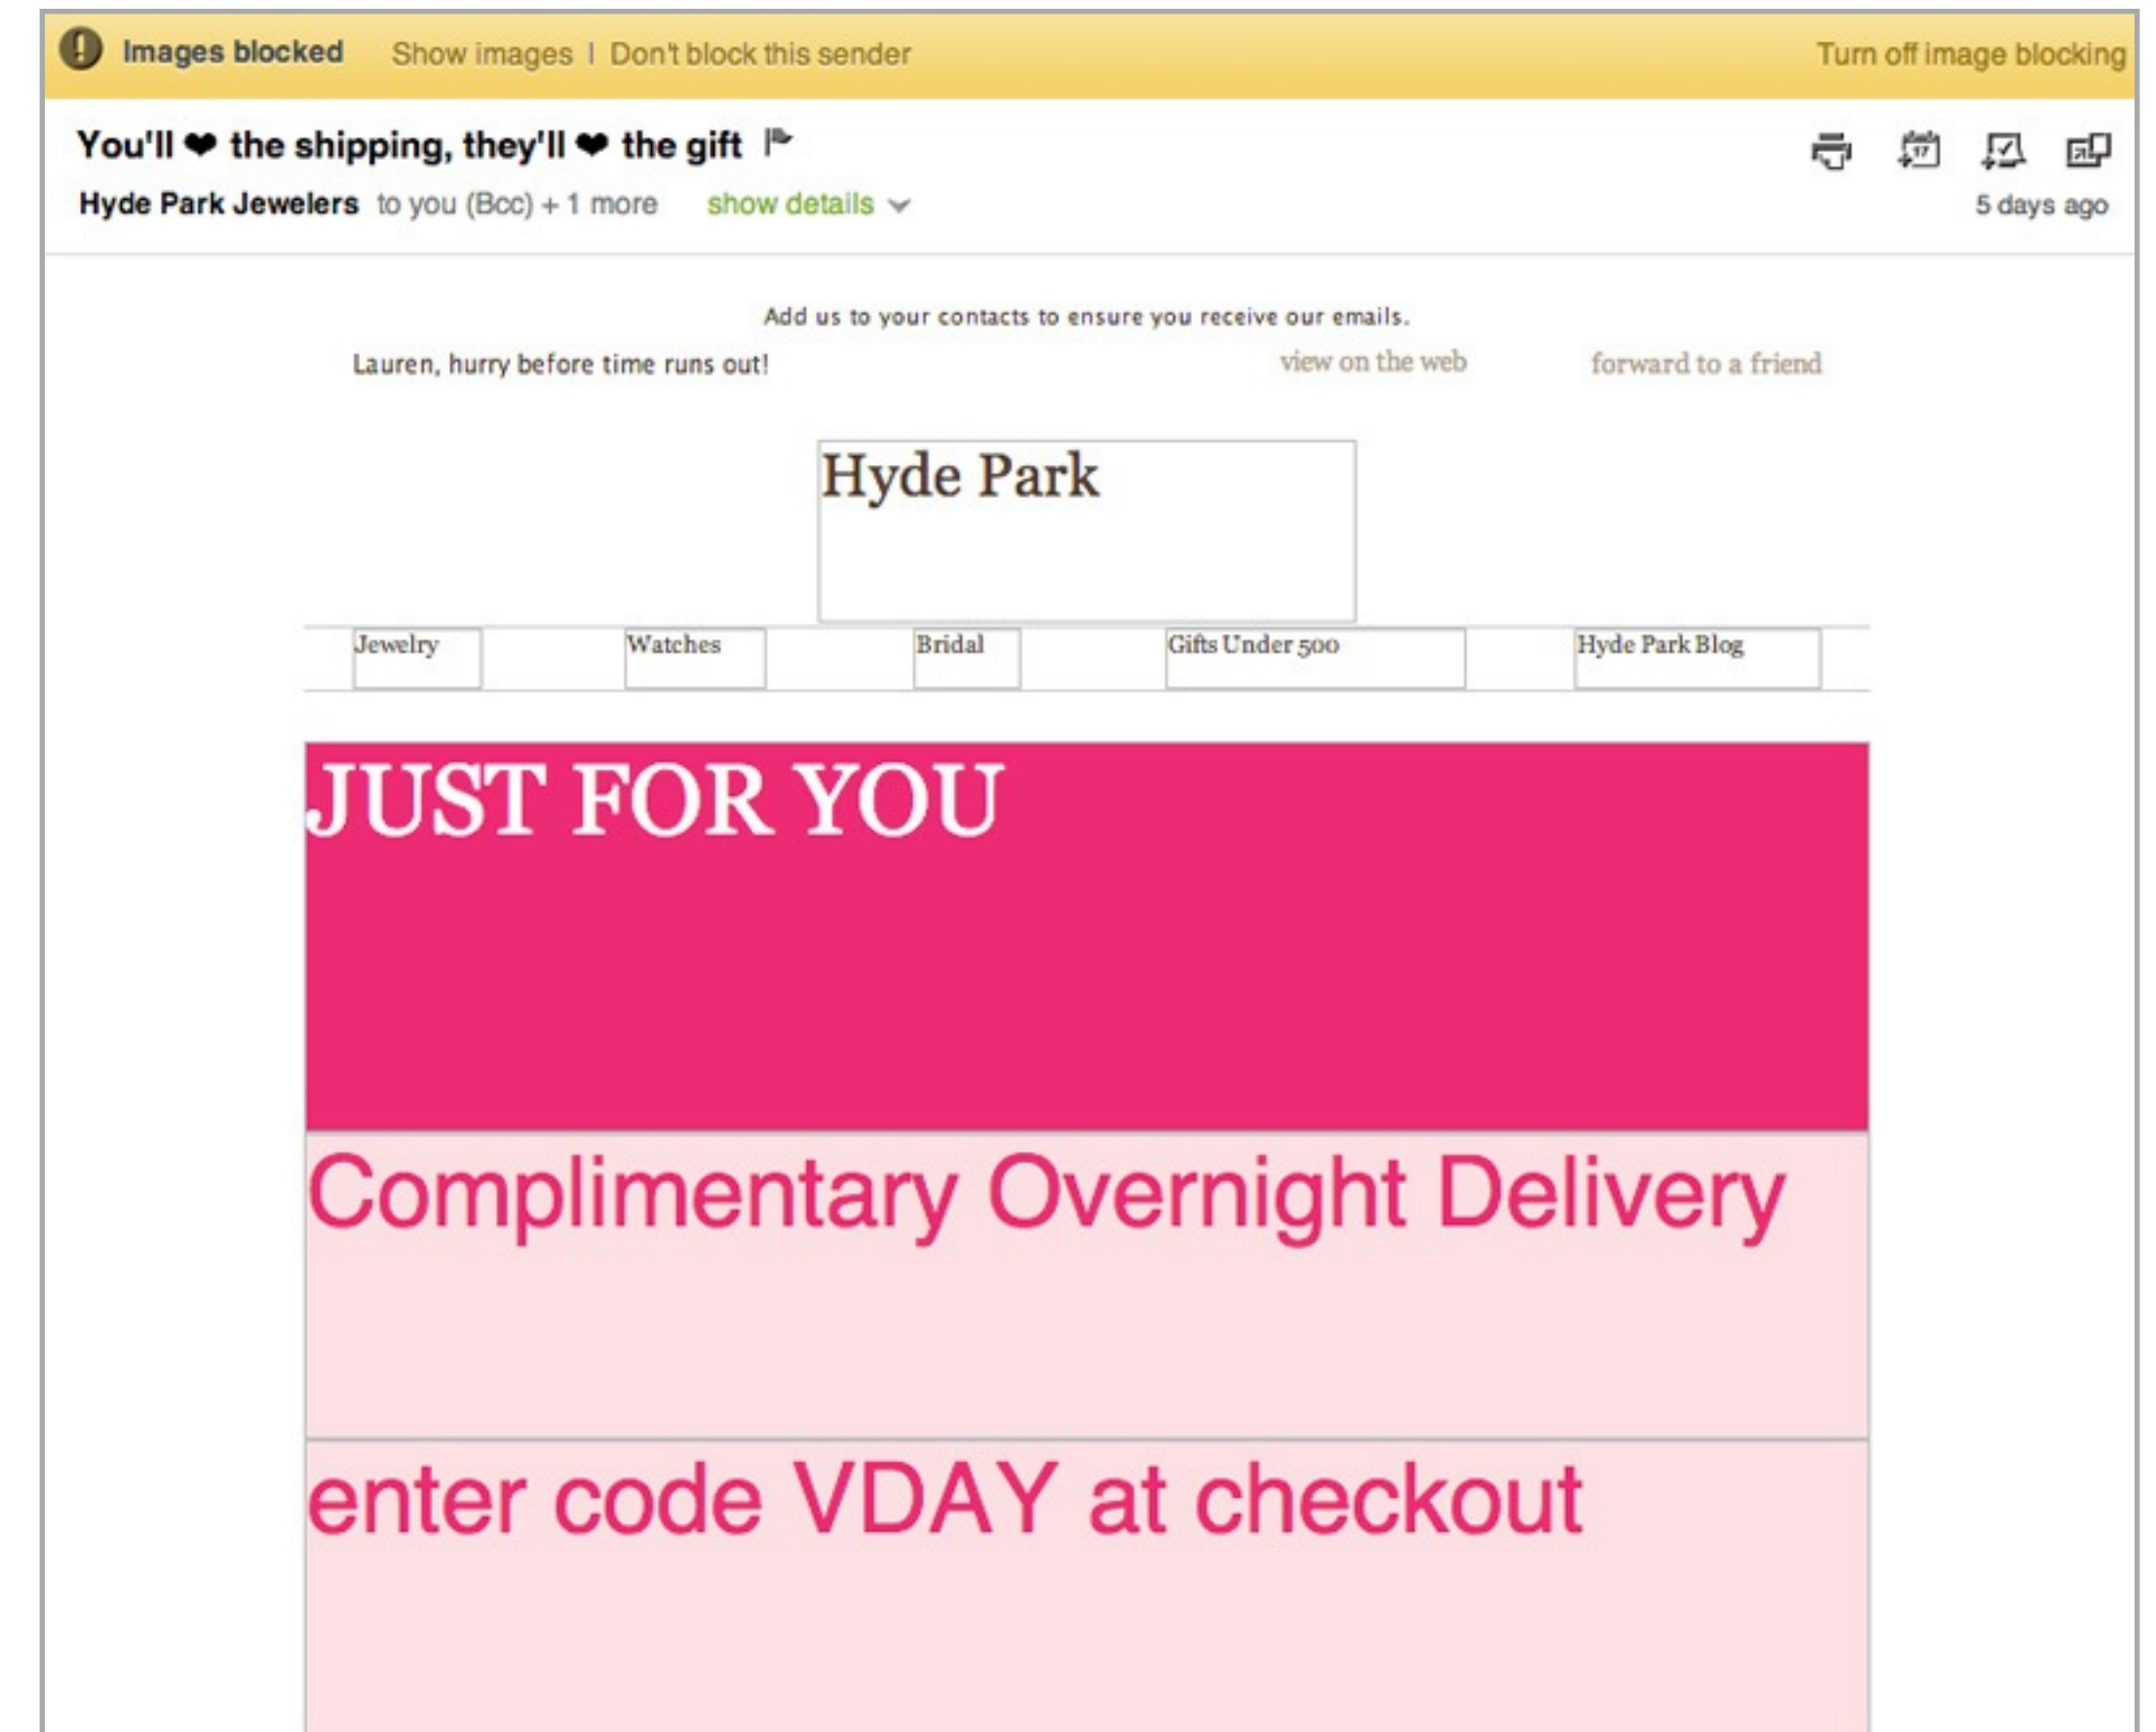 Images blocked Show images | Don't block this sender Turn off image blocking
You'll ❤ the shipping, they'll ❤ the gift
Hyde Park Jewelers to you (Bcc) + 1 more show details 5 days ago
17
Add us to your contacts to ensure you receive our emails.
Lauren, hurry before time runs out! view on the web forward to a friend
Hyde Park
Jewelry Watches Bridal Gifts Under 500 Hyde Park Blog
JUST FOR YOU
Complimentary Overnight Delivery
enter code VDAY at checkout